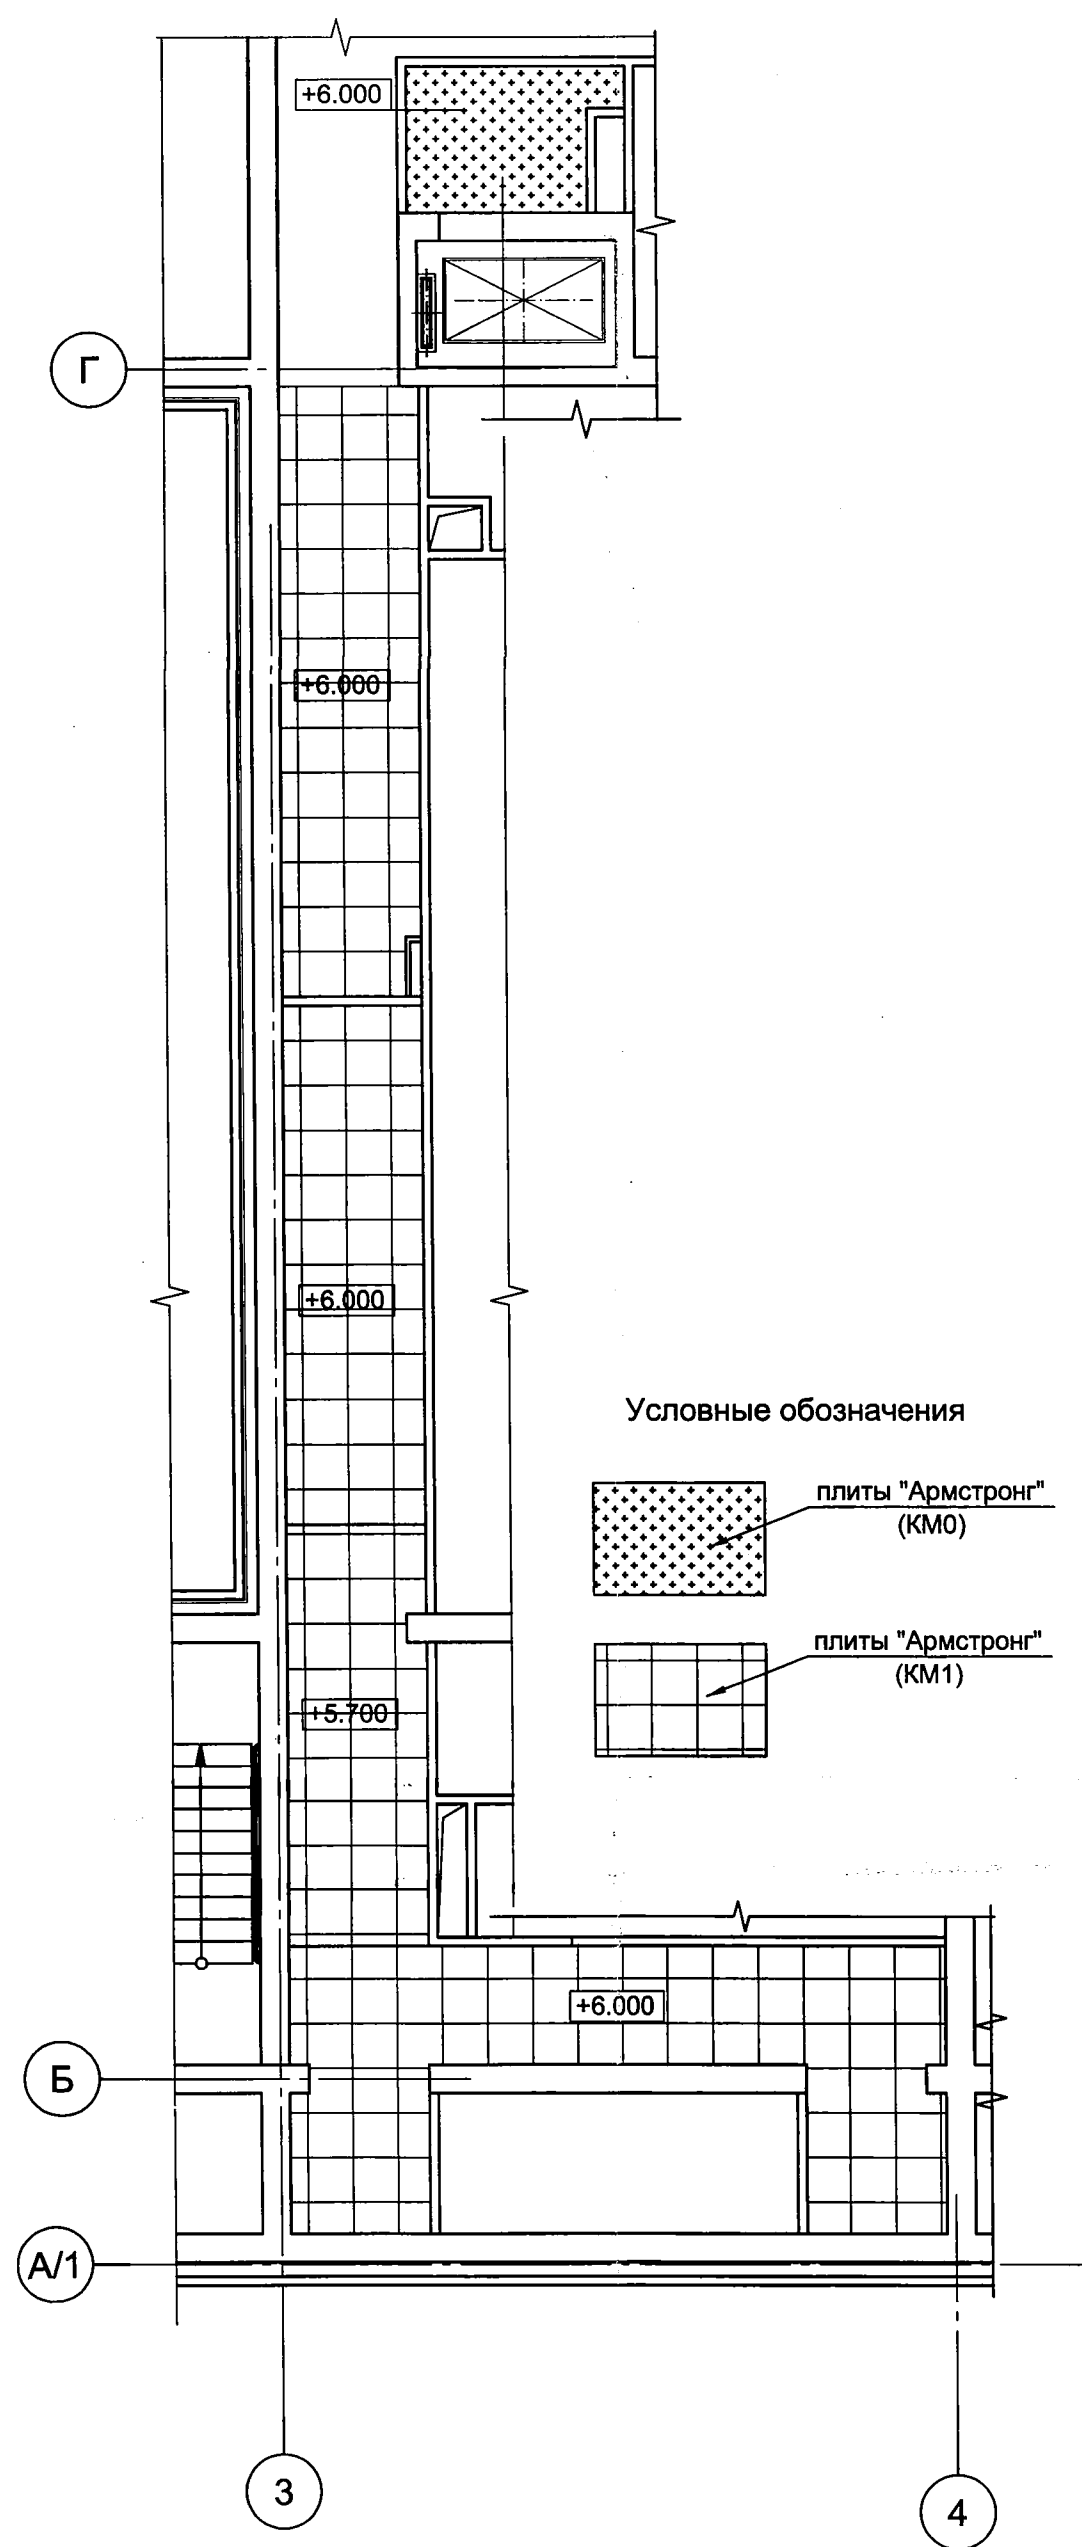 +6.000
Г
+6.000
+6.000
Условные обозначения
плиты "Армстронг"
(КМ0)
плиты "Армстронг"
(КМ1)
+5.700
+6.000
Б
А/1
3
4